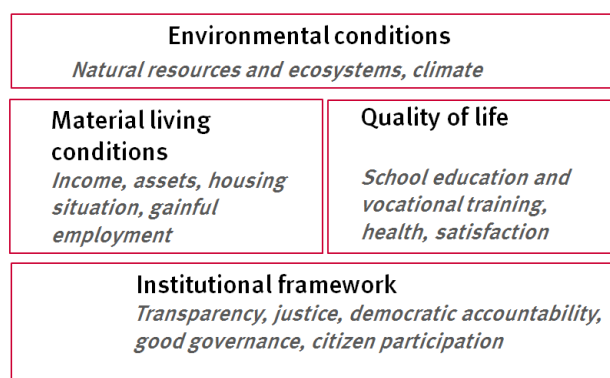 Environmental conditions
Natural resources and ecosystems, climate
Material living
conditions
Income, assets, housing
situation, gainful
employment
Quality of life
School education and
vocational training,
health, satisfaction
Institutional framework
Transparency, justice, democratic accountability,
good governance, citizen participation